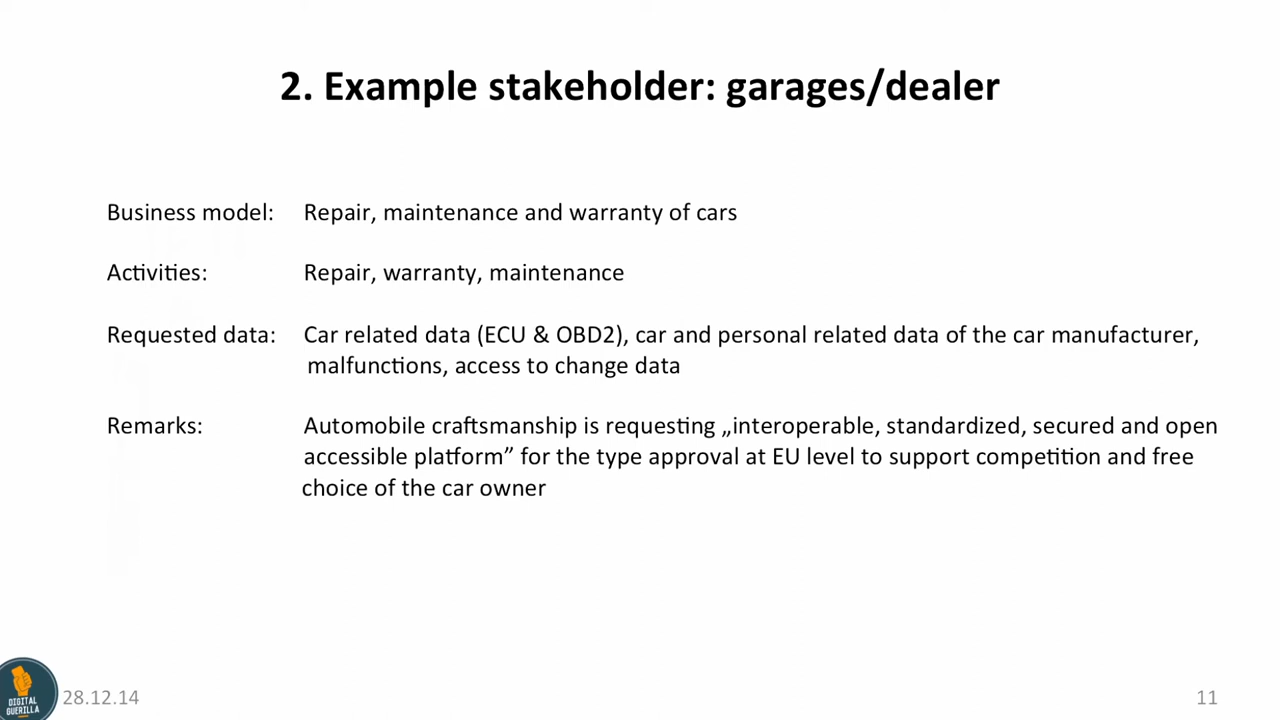 2. Example stakeholder: garages/dealer
Business model: Repair, maintenance and warranty of cars
Activities: Repair, warranty, maintenance
Requested data: Car related data (ECU & OBD2), car and personal related data of the car manufacturer,
malfunctions, access to change data
Remarks: Automobile craftsmanship is requesting „interoperable, standardized, secured and open
accessible platform” for the type approval at EU level to support competition and free
choice of the car owner
DIGITAL
GUERILLA
28.12.14
11